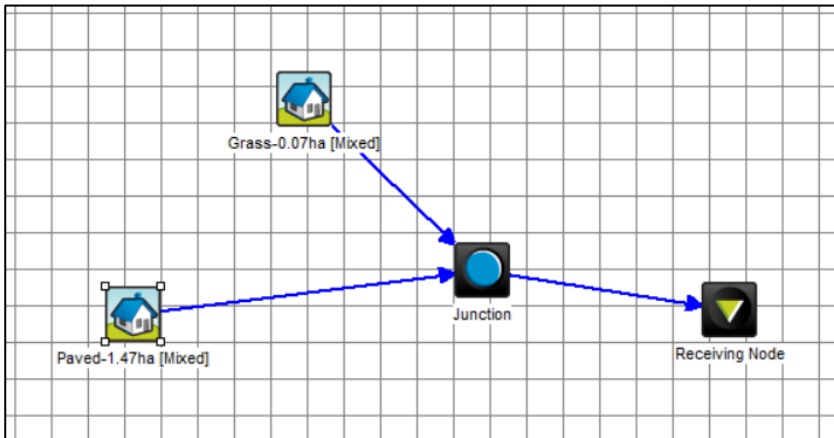 Grass-0.07ha [Mixed]
Junction
Paved-1.47ha [Mixed]
Receiving Node